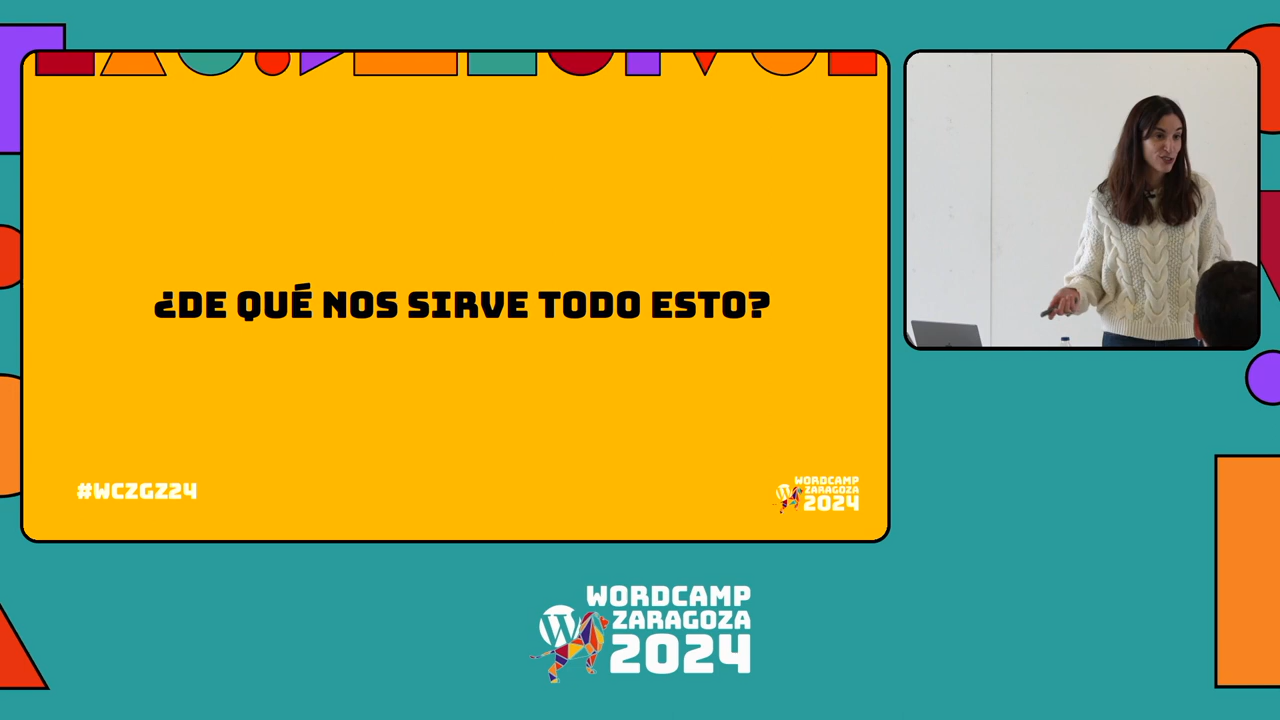 ¿DE QUÉ NOS SIRVE TODO ESTO?
#WCZGZ24
WORDCAMP
ZARAGOZA
2024
WORDCAMP
ZARAGOZA
2024